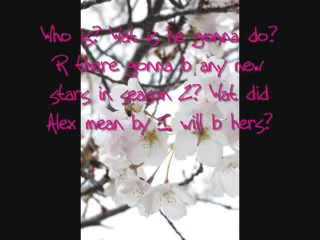 Who is? Wat is he gonna do?
R there gonna b any new
stars in season 2? Wat did
Alex mean by I will b hers?